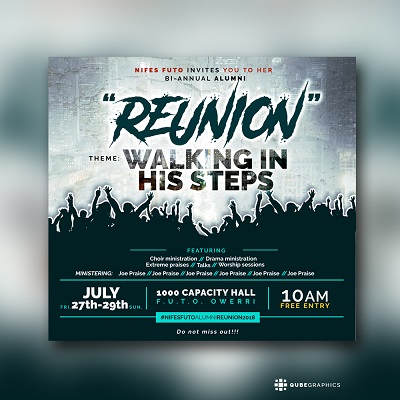 NIFES FUTO INVITES YOU TO HER
BI-ANNUAL ALUMNI
"REUNION"
THEME: WALKING IN
HIS STEPS
FEATURING
Choir ministration // Drama ministration
Extreme praises // Talks // Worship sessions
MINISTERING: Joe Praise // Joe Praise // Joe Praise // Joe Praise // Joe Praise // Joe Praise
JULY
FRI. 27th-29th SUN.
1000 CAPACITY HALL
F.U.T.O. OWERRI
10AM
FREE ENTRY
#NIFESFUTOALUMNIREUNION2018
Do not miss out!!!
QUBEGRAPHICS